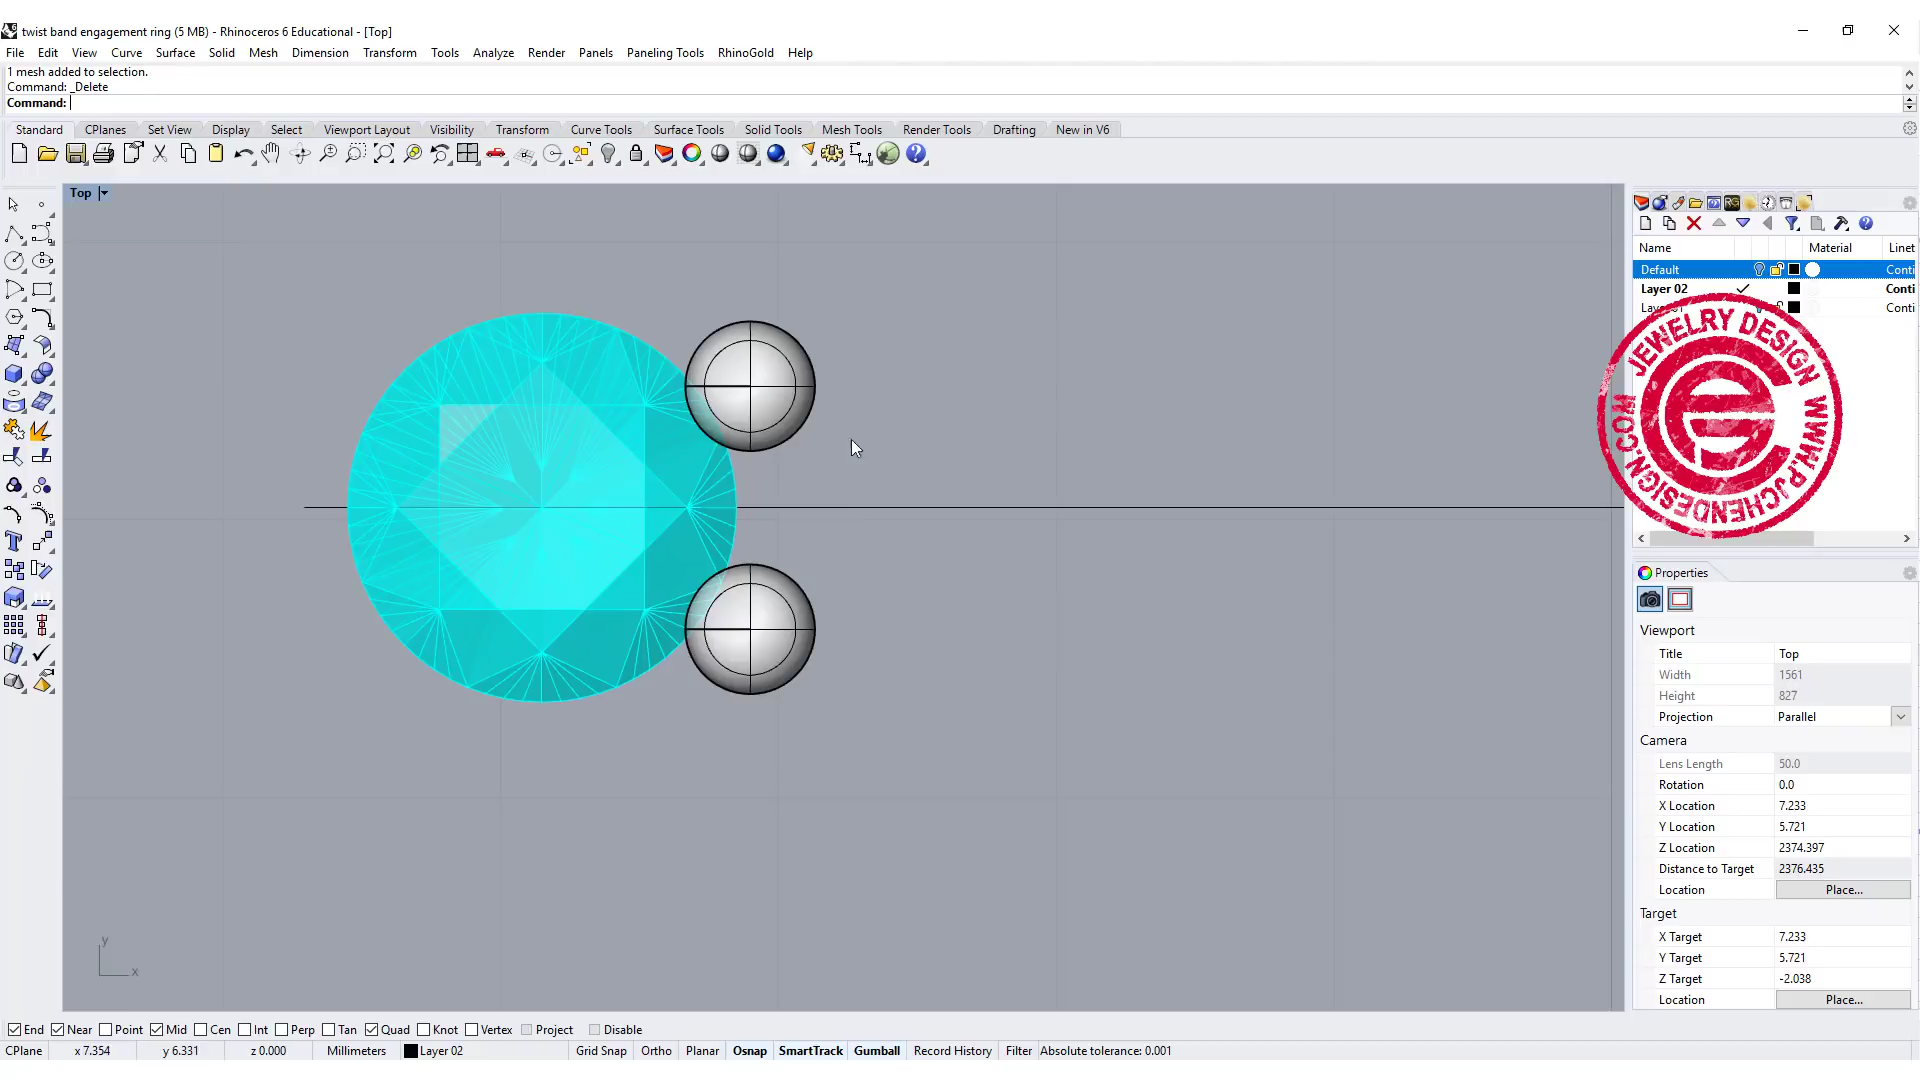 twist band engagement ring (5 MB) - Rhinoceros 6 Educational - [Top]
File Edit View Curve Surface Solid Mesh Dimension Transform Tools Analyze Render Panels Paneling Tools RhinoGold Help
1 mesh added to selection.
Command: _Delete
Command:
Standard CPlanes Set View Display Select Viewport Layout Visibility Transform Curve Tools Surface Tools Solid Tools Mesh Tools Render Tools Drafting New in V6
Top
Name Material Linet
Default Conti
Layer 02 Conti
Conti
JEWELRY DESIGN WWW.PJCHENDESIGN.COM
Properties
Viewport
Title Top
Width 1561
Height 827
Projection Parallel
Camera
Lens Length 50.0
Rotation 0.0
X Location 7.233
Y Location 5.721
Z Location 2374.397
Distance to Target 2376.435
Location Place...
Target
X Target 7.233
Y Target 5.721
Z Target -2.038
Location Place...
y
x
End Near Point Mid Cen Int Perp Tan Quad Knot Vertex Project Disable
CPlane x 7.354 y 6.331 z 0.000 Millimeters Layer 02 Grid Snap Ortho Planar Osnap SmartTrack Gumball Record History Filter Absolute tolerance: 0.001